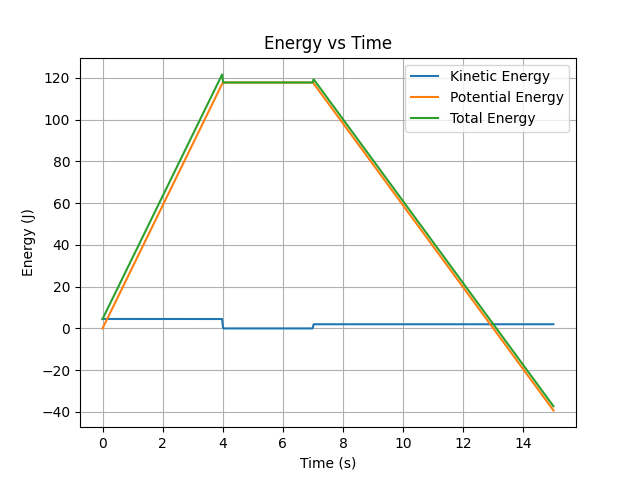 Energy vs Time
Kinetic Energy
Potential Energy
Total Energy
Energy (J)
120
100
80
60
40
20
0
−20
−40
0 2 4 6 8 10 12 14
Time (s)